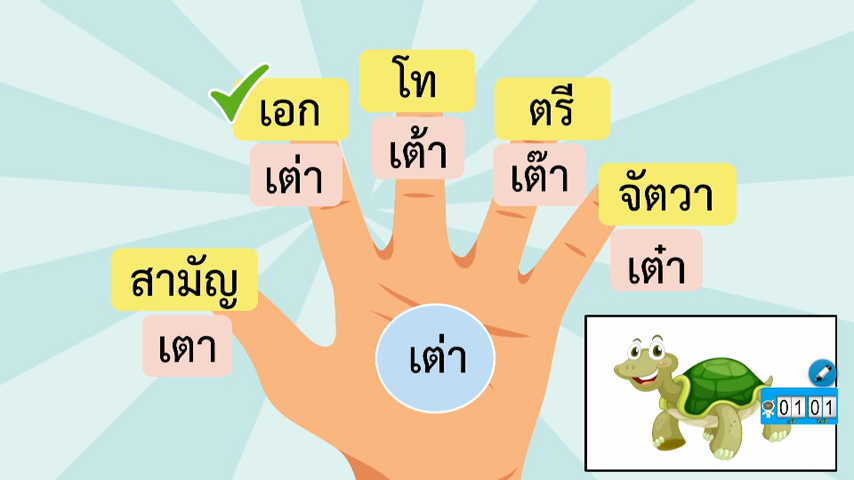 เอก
เต่า
โท
เต้า
ตรี
เต๊า
จัตวา
เต๋า
สามัญ
เตา
เต่า
0101